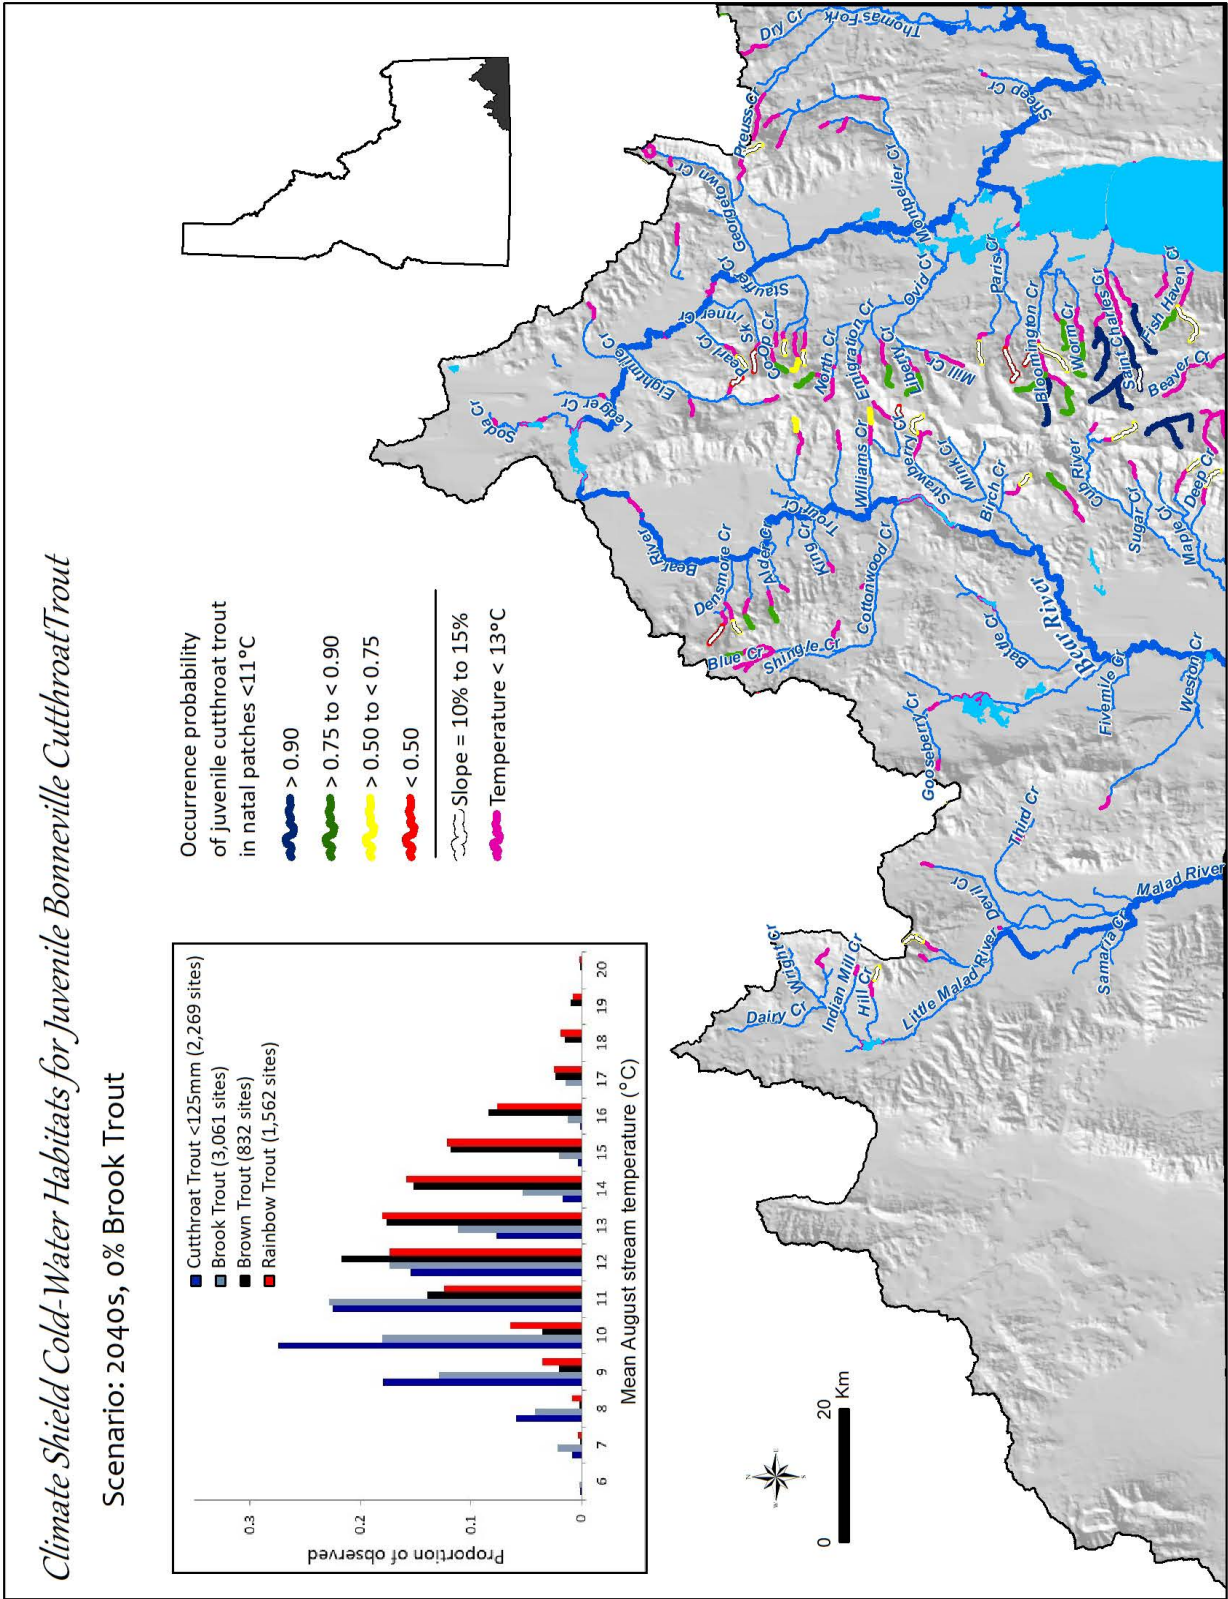 Climate Shield Cold-Water Habitats for Juvenile Bonneville Cutthroat Trout
Scenario: 2040s, 0% Brook Trout
Proportion of observed
0.3
0.2
0.1
0
Cutthroat Trout <125mm (2,269 sites)
Brook Trout (3,061 sites)
Brown Trout (832 sites)
Rainbow Trout (1,562 sites)
6 7 8 9 10 11 12 13 14 15 16 17 18 19 20
Mean August stream temperature (°C)
Occurrence probability
of juvenile cutthroat trout
in natal patches <11°C
> 0.90
> 0.75 to < 0.90
> 0.50 to < 0.75
< 0.50
Slope = 10% to 15%
Temperature < 13°C
N
W E
S
0 20
Km
Soda Cr
Ledger Cr
Eightmile Cr
Bear River
Densmore Cr
Alder Cr
King Cr
Trout Cr
Blue Cr
Shingle Cr
Cottonwood Cr
Williams Cr
Pearl Cr
Skinner Cr
Co-Op Cr
Stauffer Cr
Georgetown Cr
Preuss Cr
Dry Cr
Thomas Fork
Sheep Cr
Montpelier Cr
Ovid Cr
North Cr
Emigration Cr
Liberty Cr
Mill Cr
Strawberry Cr
Mink Cr
Birch Cr
Paris Cr
Bloomington Cr
Worm Cr
Saint Charles Cr
Fish Haven Cr
Beaver Cr
Cub River
Sugar Cr
Maple Cr
Deep Cr
Battle Cr
Bear River
Fivemile Cr
Weston Cr
Gooseberry Cr
Third Cr
Devil Cr
Malad River
Samaria Cr
Little Malad River
Wright Cr
Dairy Cr
Indian Mill Cr
Hill Cr